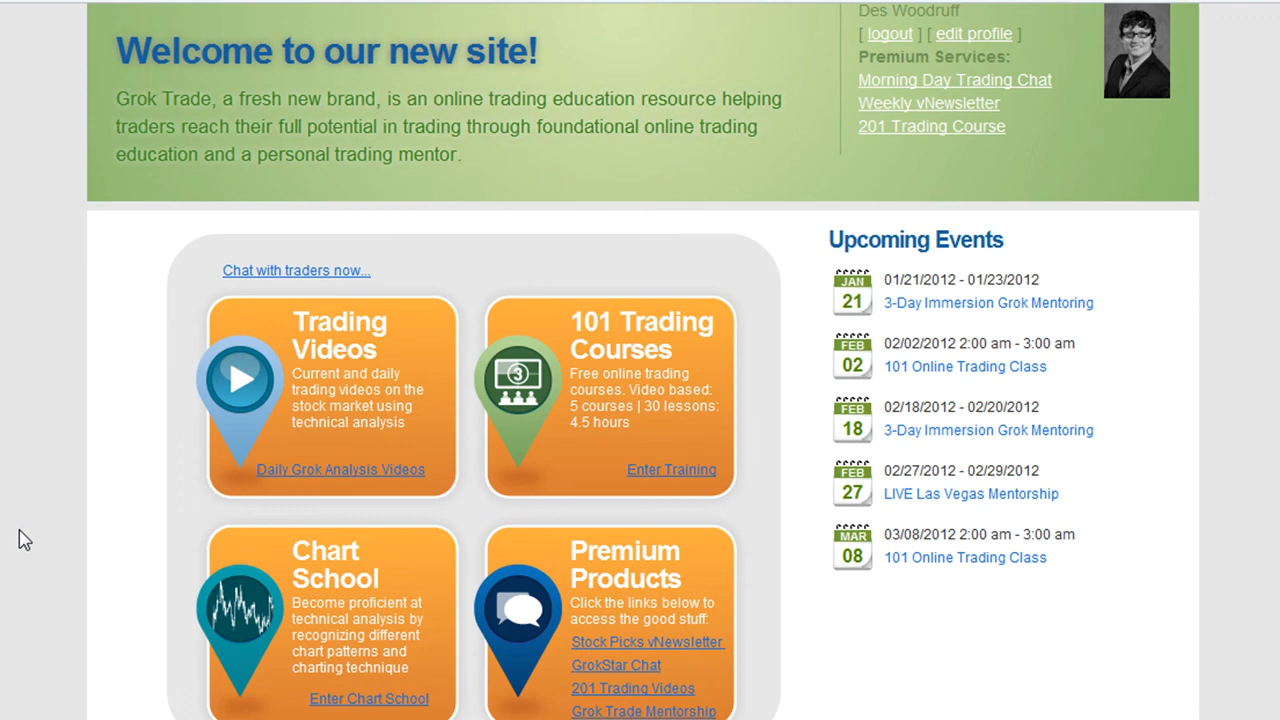 Welcome to our new site!
Grok Trade, a fresh new brand, is an online trading education resource helping
traders reach their full potential in trading through foundational online trading
education and a personal trading mentor.
Des Woodruff
[ logout ] [ edit profile ]
Premium Services:
Morning Day Trading Chat
Weekly vNewsletter
201 Trading Course
Chat with traders now...
Trading
Videos
Current and daily
trading videos on the
stock market using
technical analysis
Daily Grok Analysis Videos
101 Trading
Courses
Free online trading
courses. Video based:
5 courses | 30 lessons:
4.5 hours
Enter Training
3
Chart
School
Become proficient at
technical analysis by
recognizing different
chart patterns and
charting technique
Enter Chart School
Premium
Products
Click the links below to
access the good stuff:
Stock Picks vNewsletter
GrokStar Chat
201 Trading Videos
Grok Trade Mentorship
Upcoming Events
JAN
21
01/21/2012 - 01/23/2012
3-Day Immersion Grok Mentoring
FEB
02
02/02/2012 2:00 am - 3:00 am
101 Online Trading Class
FEB
18
02/18/2012 - 02/20/2012
3-Day Immersion Grok Mentoring
FEB
27
02/27/2012 - 02/29/2012
LIVE Las Vegas Mentorship
MAR
08
03/08/2012 2:00 am - 3:00 am
101 Online Trading Class